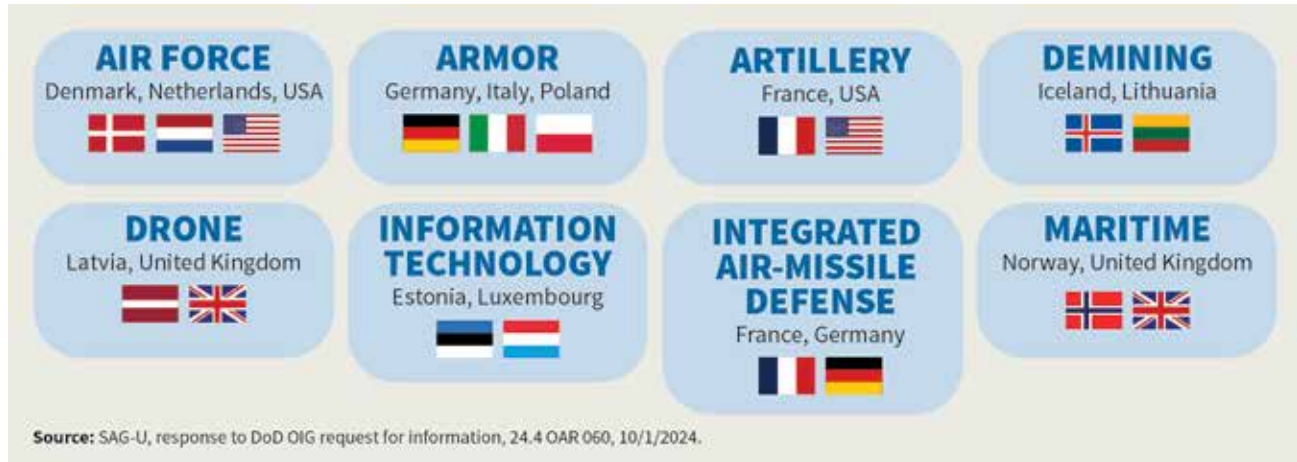 AIR FORCE
Denmark, Netherlands, USA
ARMOR
Germany, Italy, Poland
ARTILLERY
France, USA
DEMINING
Iceland, Lithuania
DRONE
Latvia, United Kingdom
INFORMATION
TECHNOLOGY
Estonia, Luxembourg
INTEGRATED
AIR-MISSILE
DEFENSE
France, Germany
MARITIME
Norway, United Kingdom
Source: SAG-U, response to DoD OIG request for information, 24.4 OAR 060, 10/1/2024.